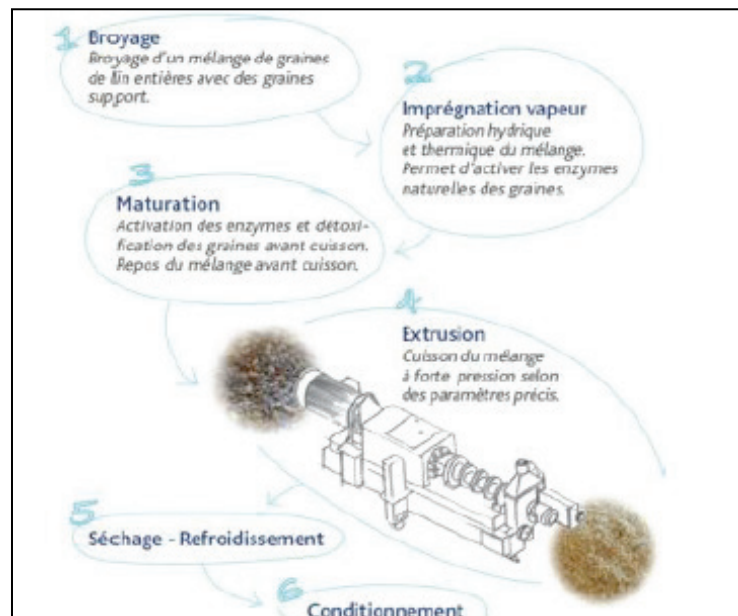 1 Broyage
Broyage d'un mélange de graines
de lin entières avec des graines
support.
2
Imprégnation vapeur
Préparation hydrique
et thermique du mélange.
Permet d'activer les enzymes
naturelles des graines.
3
Maturation
Activation des enzymes et détoxi-
fication des graines avant cuisson.
Repos du mélange avant cuisson.
4
Extrusion
Cuisson du mélange
à forte pression selon
des paramètres précis.
5
Séchage - Refroidissement
6
Conditionnement